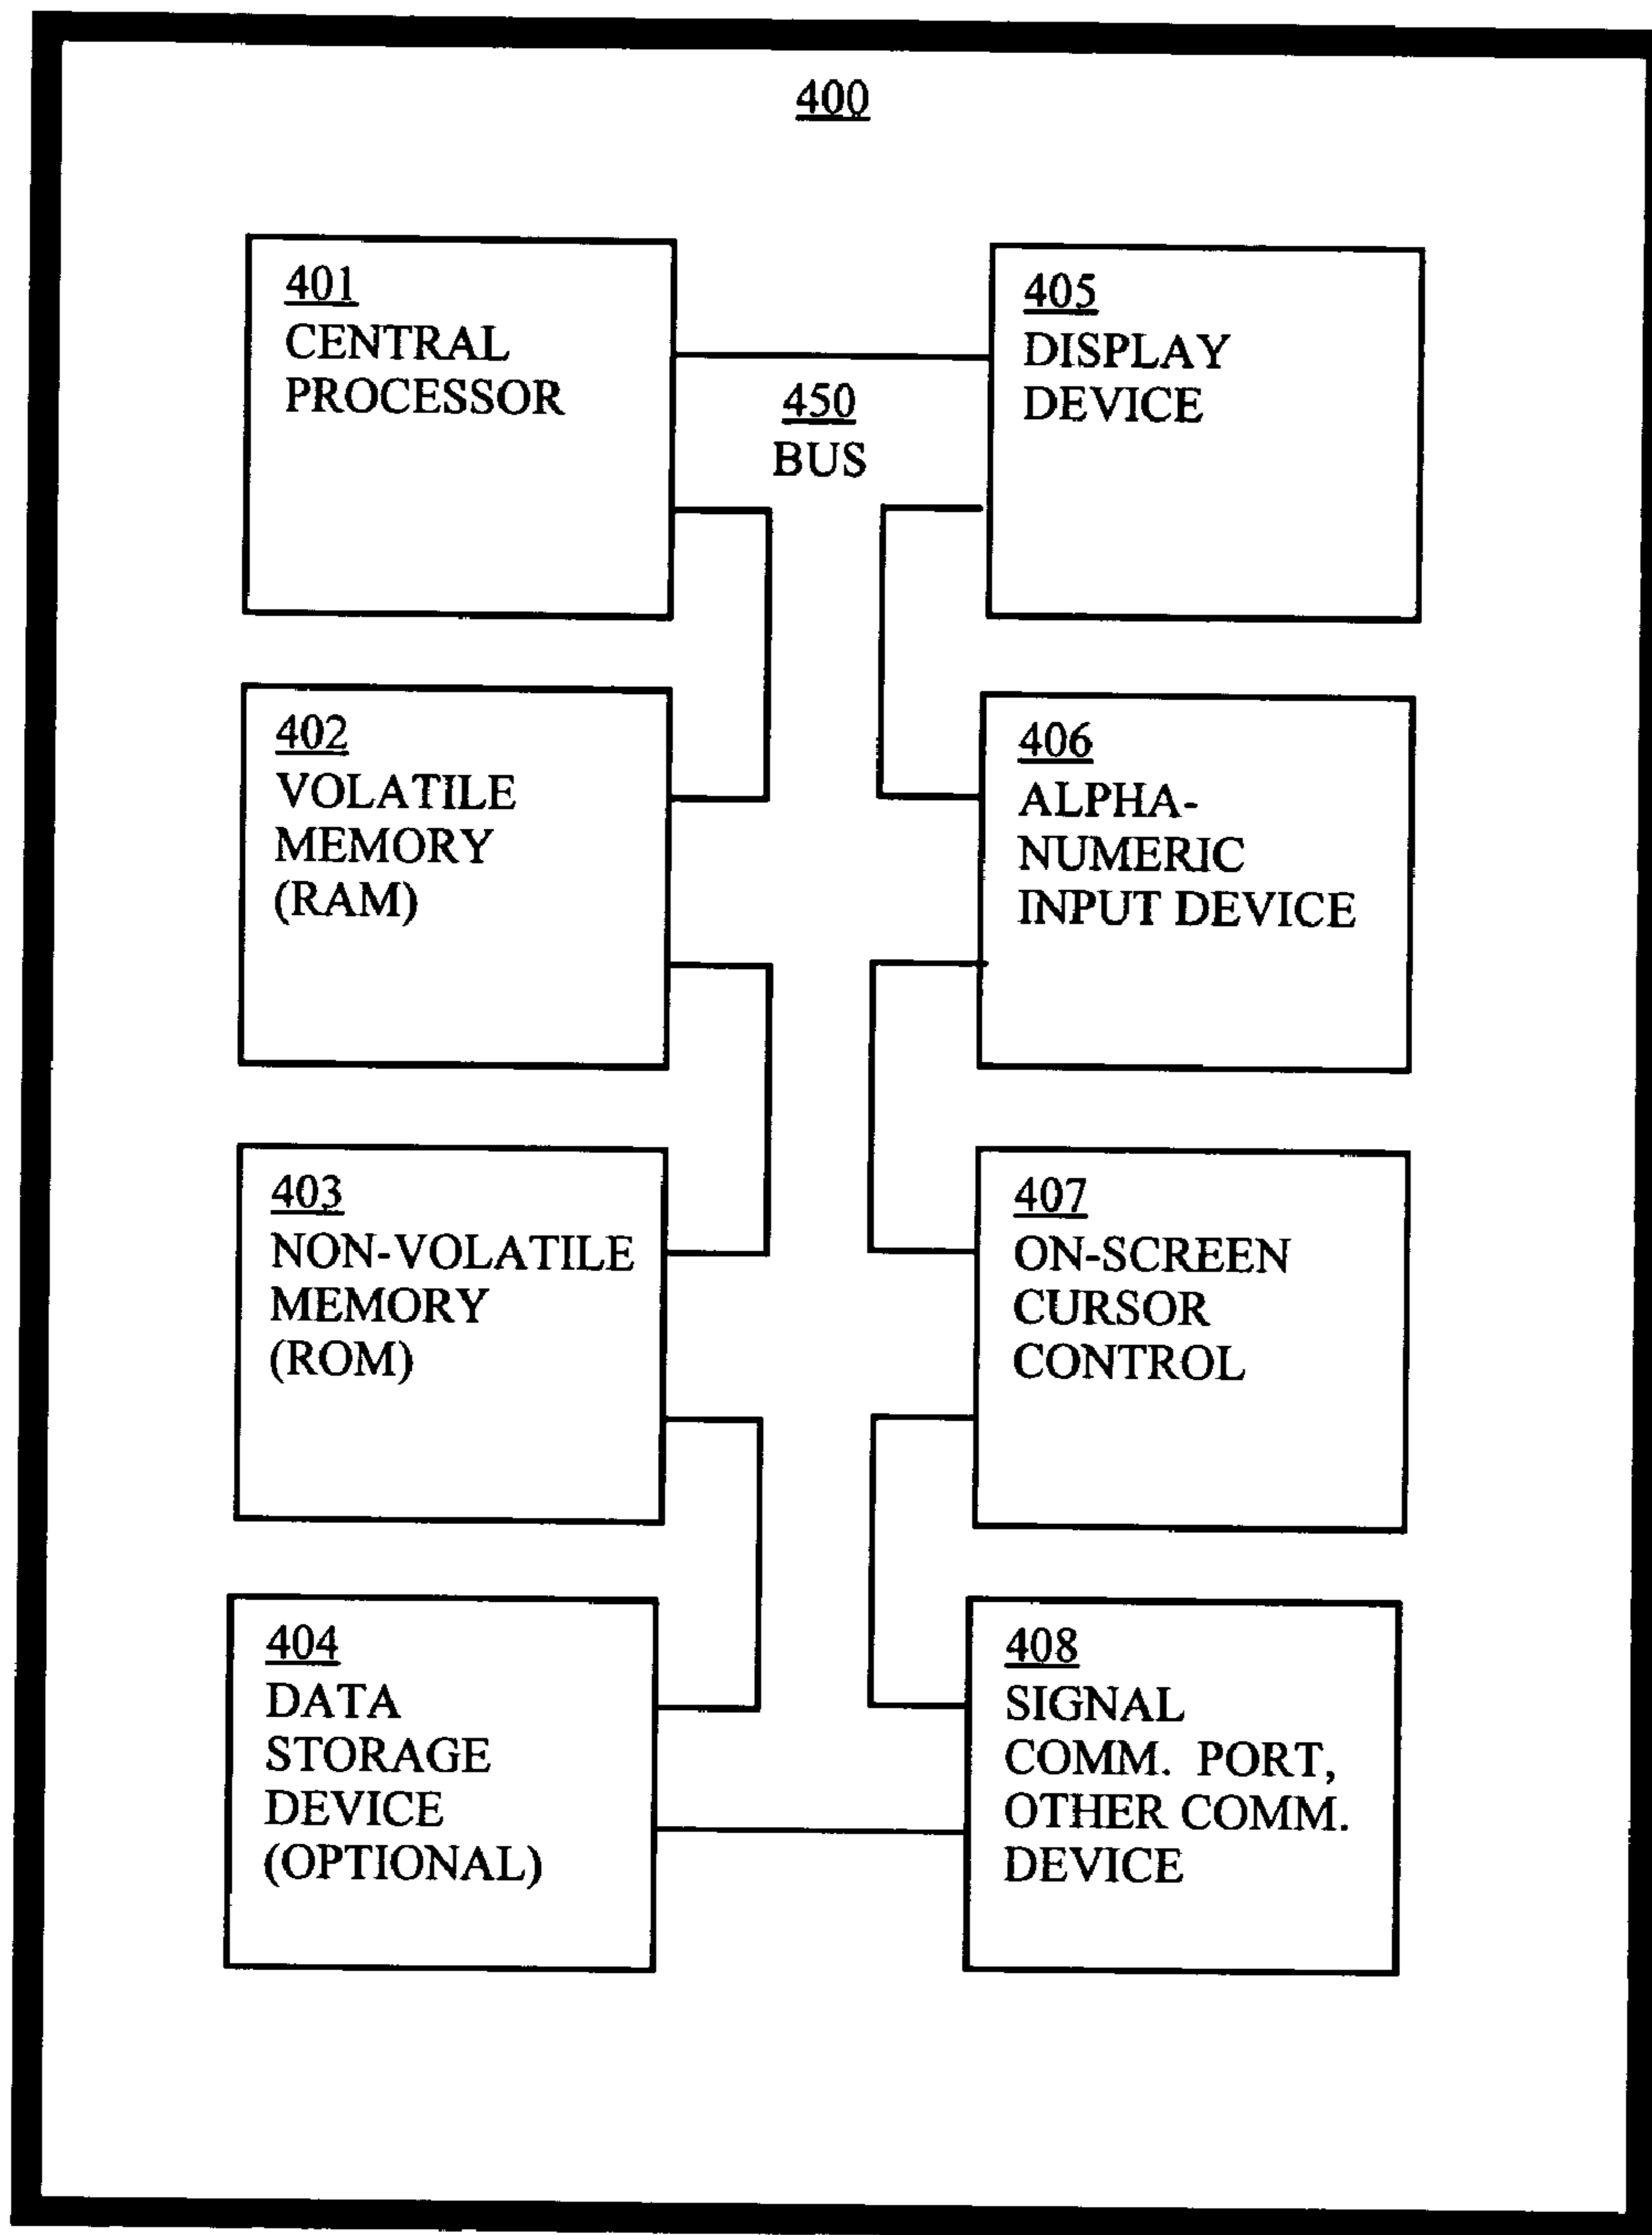 400
401
CENTRAL
PROCESSOR
450
BUS
405
DISPLAY
DEVICE
402
VOLATILE
MEMORY
(RAM)
406
ALPHA-
NUMERIC
INPUT DEVICE
403
NON-VOLATILE
MEMORY
(ROM)
407
ON-SCREEN
CURSOR
CONTROL
404
DATA
STORAGE
DEVICE
(OPTIONAL)
408
SIGNAL
COMM. PORT,
OTHER COMM.
DEVICE